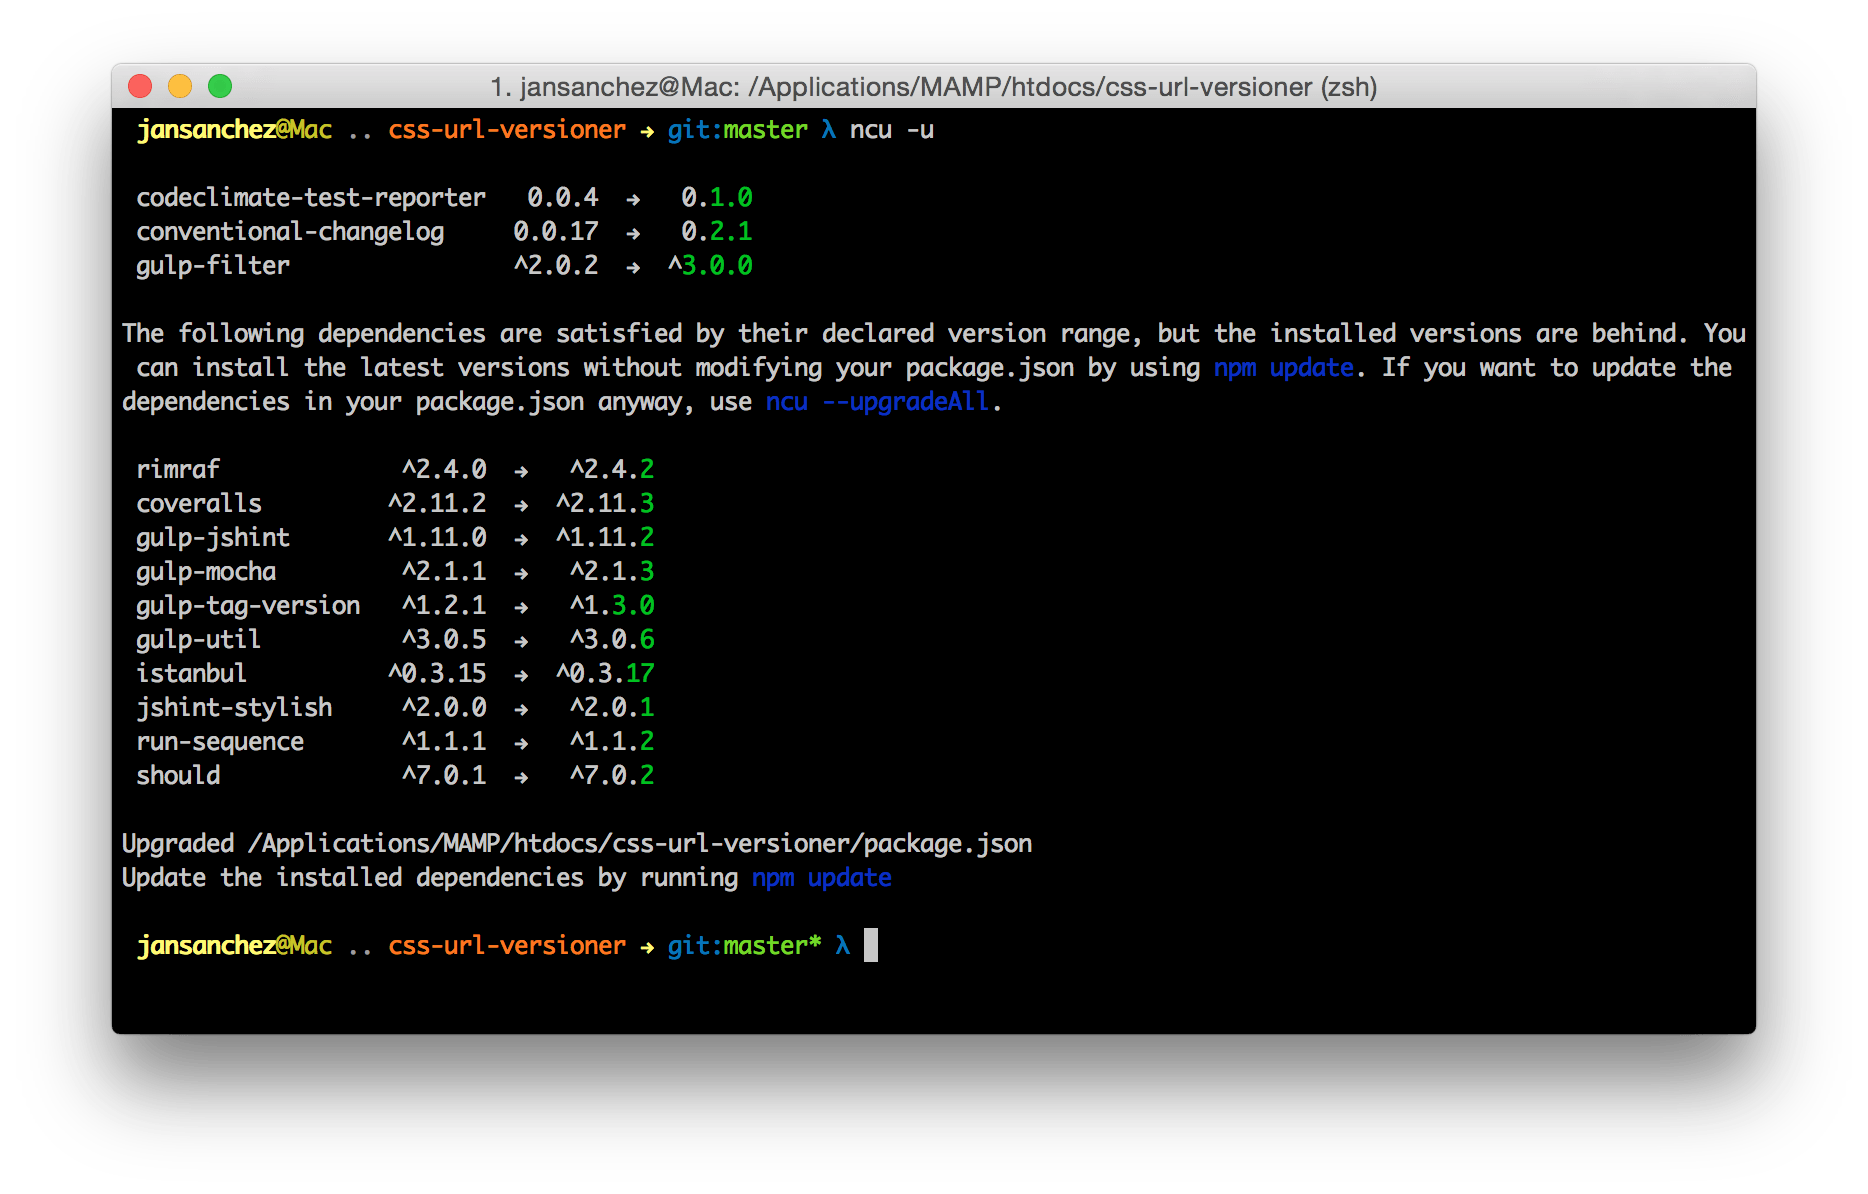 1. jansanchez@Mac: /Applications/MAMP/htdocs/css-url-versioner (zsh)
jansanchez@Mac .. css-url-versioner → git:master λ ncu -u
codeclimate-test-reporter 0.0.4 → 0.1.0
conventional-changelog 0.0.17 → 0.2.1
gulp-filter ^2.0.2 → ^3.0.0
The following dependencies are satisfied by their declared version range, but the installed versions are behind. You
can install the latest versions without modifying your package.json by using npm update. If you want to update the
dependencies in your package.json anyway, use ncu --upgradeAll.
rimraf ^2.4.0 → ^2.4.2
coveralls ^2.11.2 → ^2.11.3
gulp-jshint ^1.11.0 → ^1.11.2
gulp-mocha ^2.1.1 → ^2.1.3
gulp-tag-version ^1.2.1 → ^1.3.0
gulp-util ^3.0.5 → ^3.0.6
istanbul ^0.3.15 → ^0.3.17
jshint-stylish ^2.0.0 → ^2.0.1
run-sequence ^1.1.1 → ^1.1.2
should ^7.0.1 → ^7.0.2
Upgraded /Applications/MAMP/htdocs/css-url-versioner/package.json
Update the installed dependencies by running npm update
jansanchez@Mac .. css-url-versioner → git:master* λ